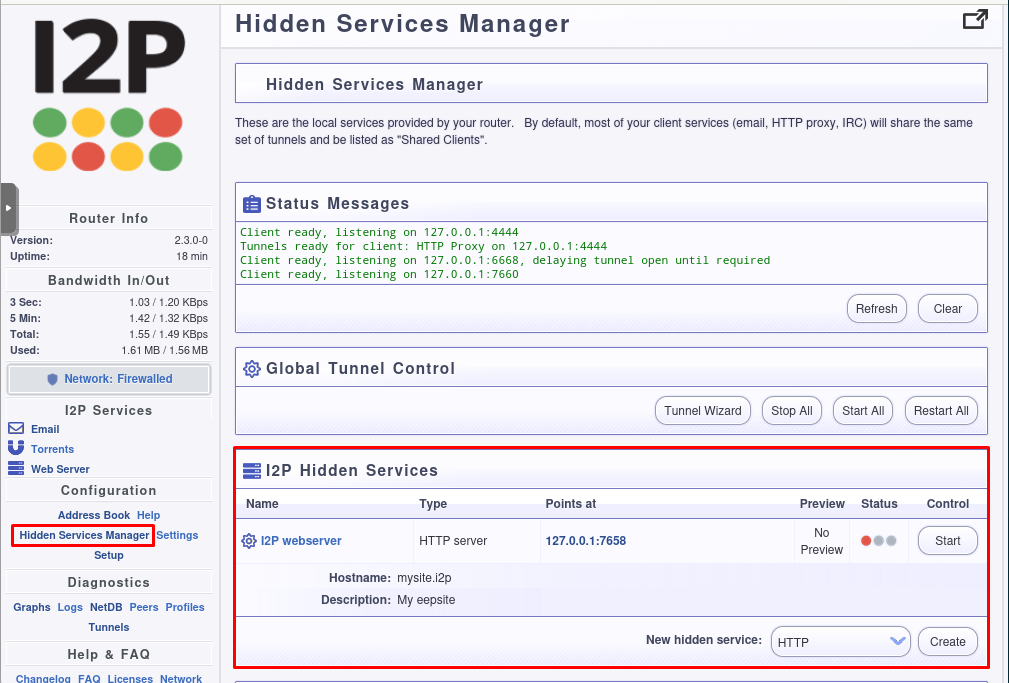 I2P
Router Info
Version: 2.3.0-0
Uptime: 18 min
Bandwidth In/Out
3 Sec: 1.03 / 1.20 KBps
5 Min: 1.42 / 1.32 KBps
Total: 1.55 / 1.49 KBps
Used: 1.61 MB / 1.56 MB
Network: Firewalled
I2P Services
Email
Torrents
Web Server
Configuration
Address Book Help
Hidden Services Manager Settings
Setup
Diagnostics
Graphs Logs NetDB Peers Profiles
Tunnels
Help & FAQ
Changelog FAQ Licenses Network
Hidden Services Manager
Hidden Services Manager
These are the local services provided by your router. By default, most of your client services (email, HTTP proxy, IRC) will share the same
set of tunnels and be listed as "Shared Clients".
Status Messages
Client ready, listening on 127.0.0.1:4444
Tunnels ready for client: HTTP Proxy on 127.0.0.1:4444
Client ready, listening on 127.0.0.1:6668, delaying tunnel open until required
Client ready, listening on 127.0.0.1:7660
Refresh Clear
Global Tunnel Control
Tunnel Wizard Stop All Start All Restart All
I2P Hidden Services
Name Type Points at Preview Status Control
I2P webserver HTTP server 127.0.0.1:7658 No Preview Start
Hostname: mysite.i2p
Description: My eepsite
New hidden service: HTTP Create